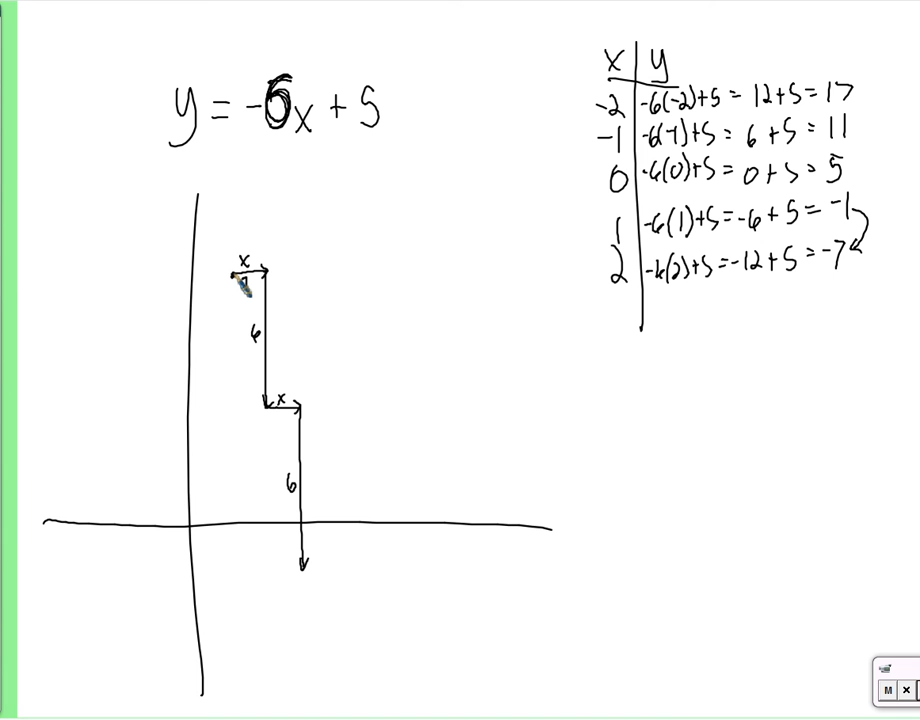 y = -6x + 5
x y
-2 -6(-2)+5 = 12+5 = 17
-1 -6(-1)+5 = 6+5 = 11
0 -6(0)+5 = 0+5 = 5
1 -6(1)+5 = -6+5 = -1
2 -6(2)+5 = -12+5 = -7
x
6
x
6
M X